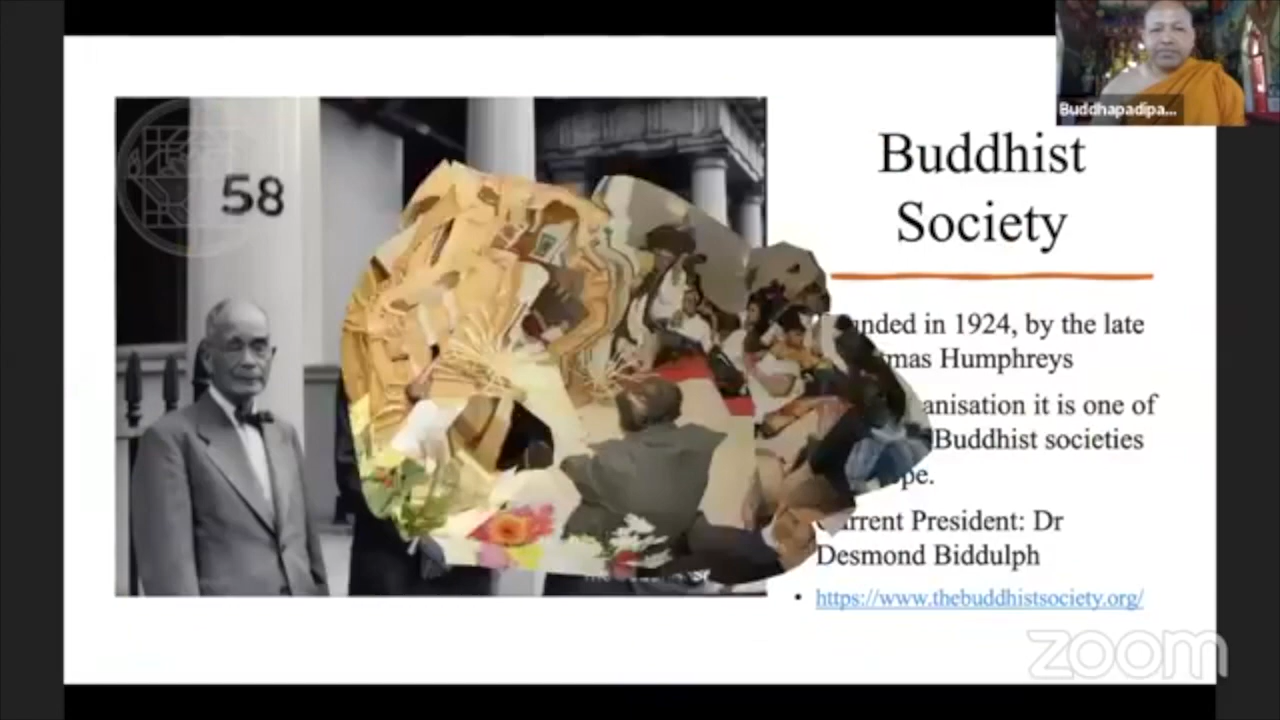 Buddhapadipa...
58
Buddhist
Society
unded in 1924, by the late
mas Humphreys
anisation it is one of
Buddhist societies
pe.
urrent President: Dr
Desmond Biddulph
• https://www.thebuddhistsociety.org/
zoom